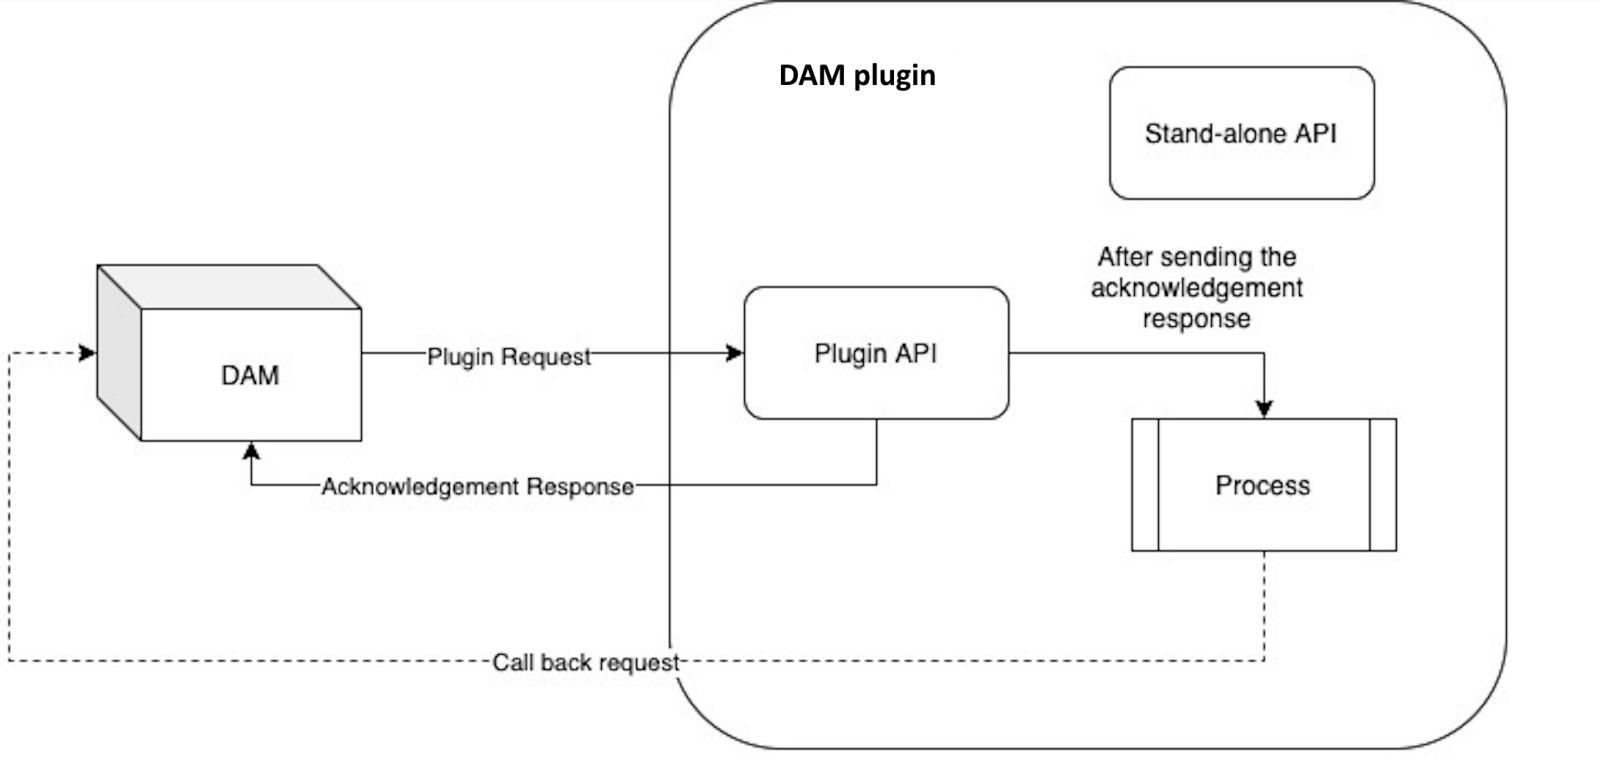 DAM plugin
Stand-alone API
After sending the
acknowledgement
response
DAM
Plugin Request
Plugin API
Acknowledgement Response
Process
Call back request